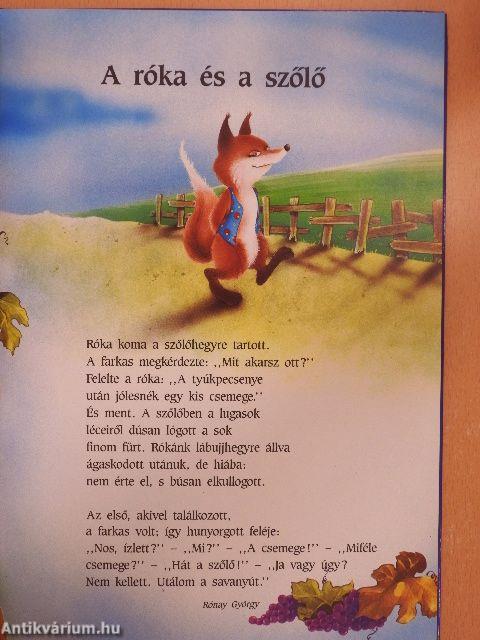 A róka és a szőlő
Róka koma a szőlőhegyre tartott.
A farkas megkérdezte: ,,Mit akarsz ott?"
Felelte a róka: ,,A tyúkpecsenye
után jólesnék egy kis csemege."
És ment. A szőlőben a lugasok
léceiről dúsan lógott a sok
finom fürt. Rókánk lábujjhegyre állva
ágaskodott utánuk, de hiába:
nem érte el, s búsan elkullogott.
Az első, akivel találkozott,
a farkas volt; így hunyorgott feléje:
,,Nos, ízlett?" – ,,Mi?" – ,,A csemege!" – ,,Miféle
csemege?" – ,,Hát a szőlő!" – ,,Ja vagy úgy?
Nem kellett. Utálom a savanyút."
Rónay György
Antikvárium.hu